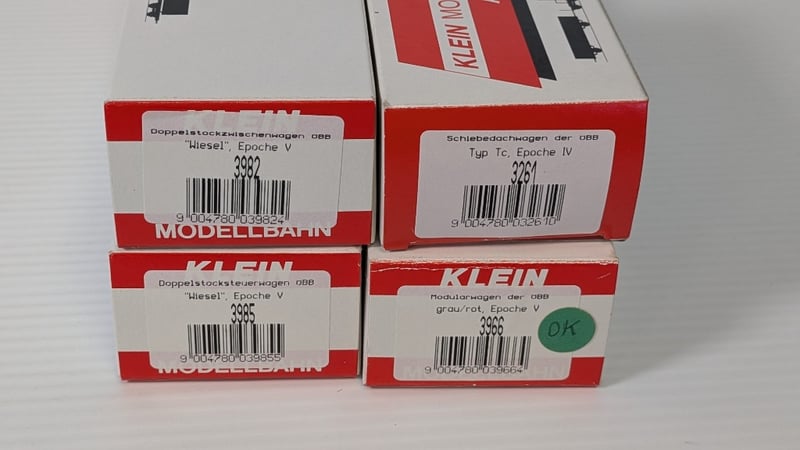 KLEIN
Doppelstockzwischenwagen ÖBB
"Wiesel", Epoche V
3982
9 004780 039824
MODELLBAHN
KLEIN MO
Schiebedachwagen der ÖBB
Typ Tc, Epoche IV
3261
9 004780 032610
KLEIN
Doppelstocksteuerwagen ÖBB
"Wiesel", Epoche V
3985
9 004780 039855
MODELLBAHN
KLEIN
Modularwagen der ÖBB
grau/rot, Epoche V
3966
9 004780 039664
MODELLBAHN
OK